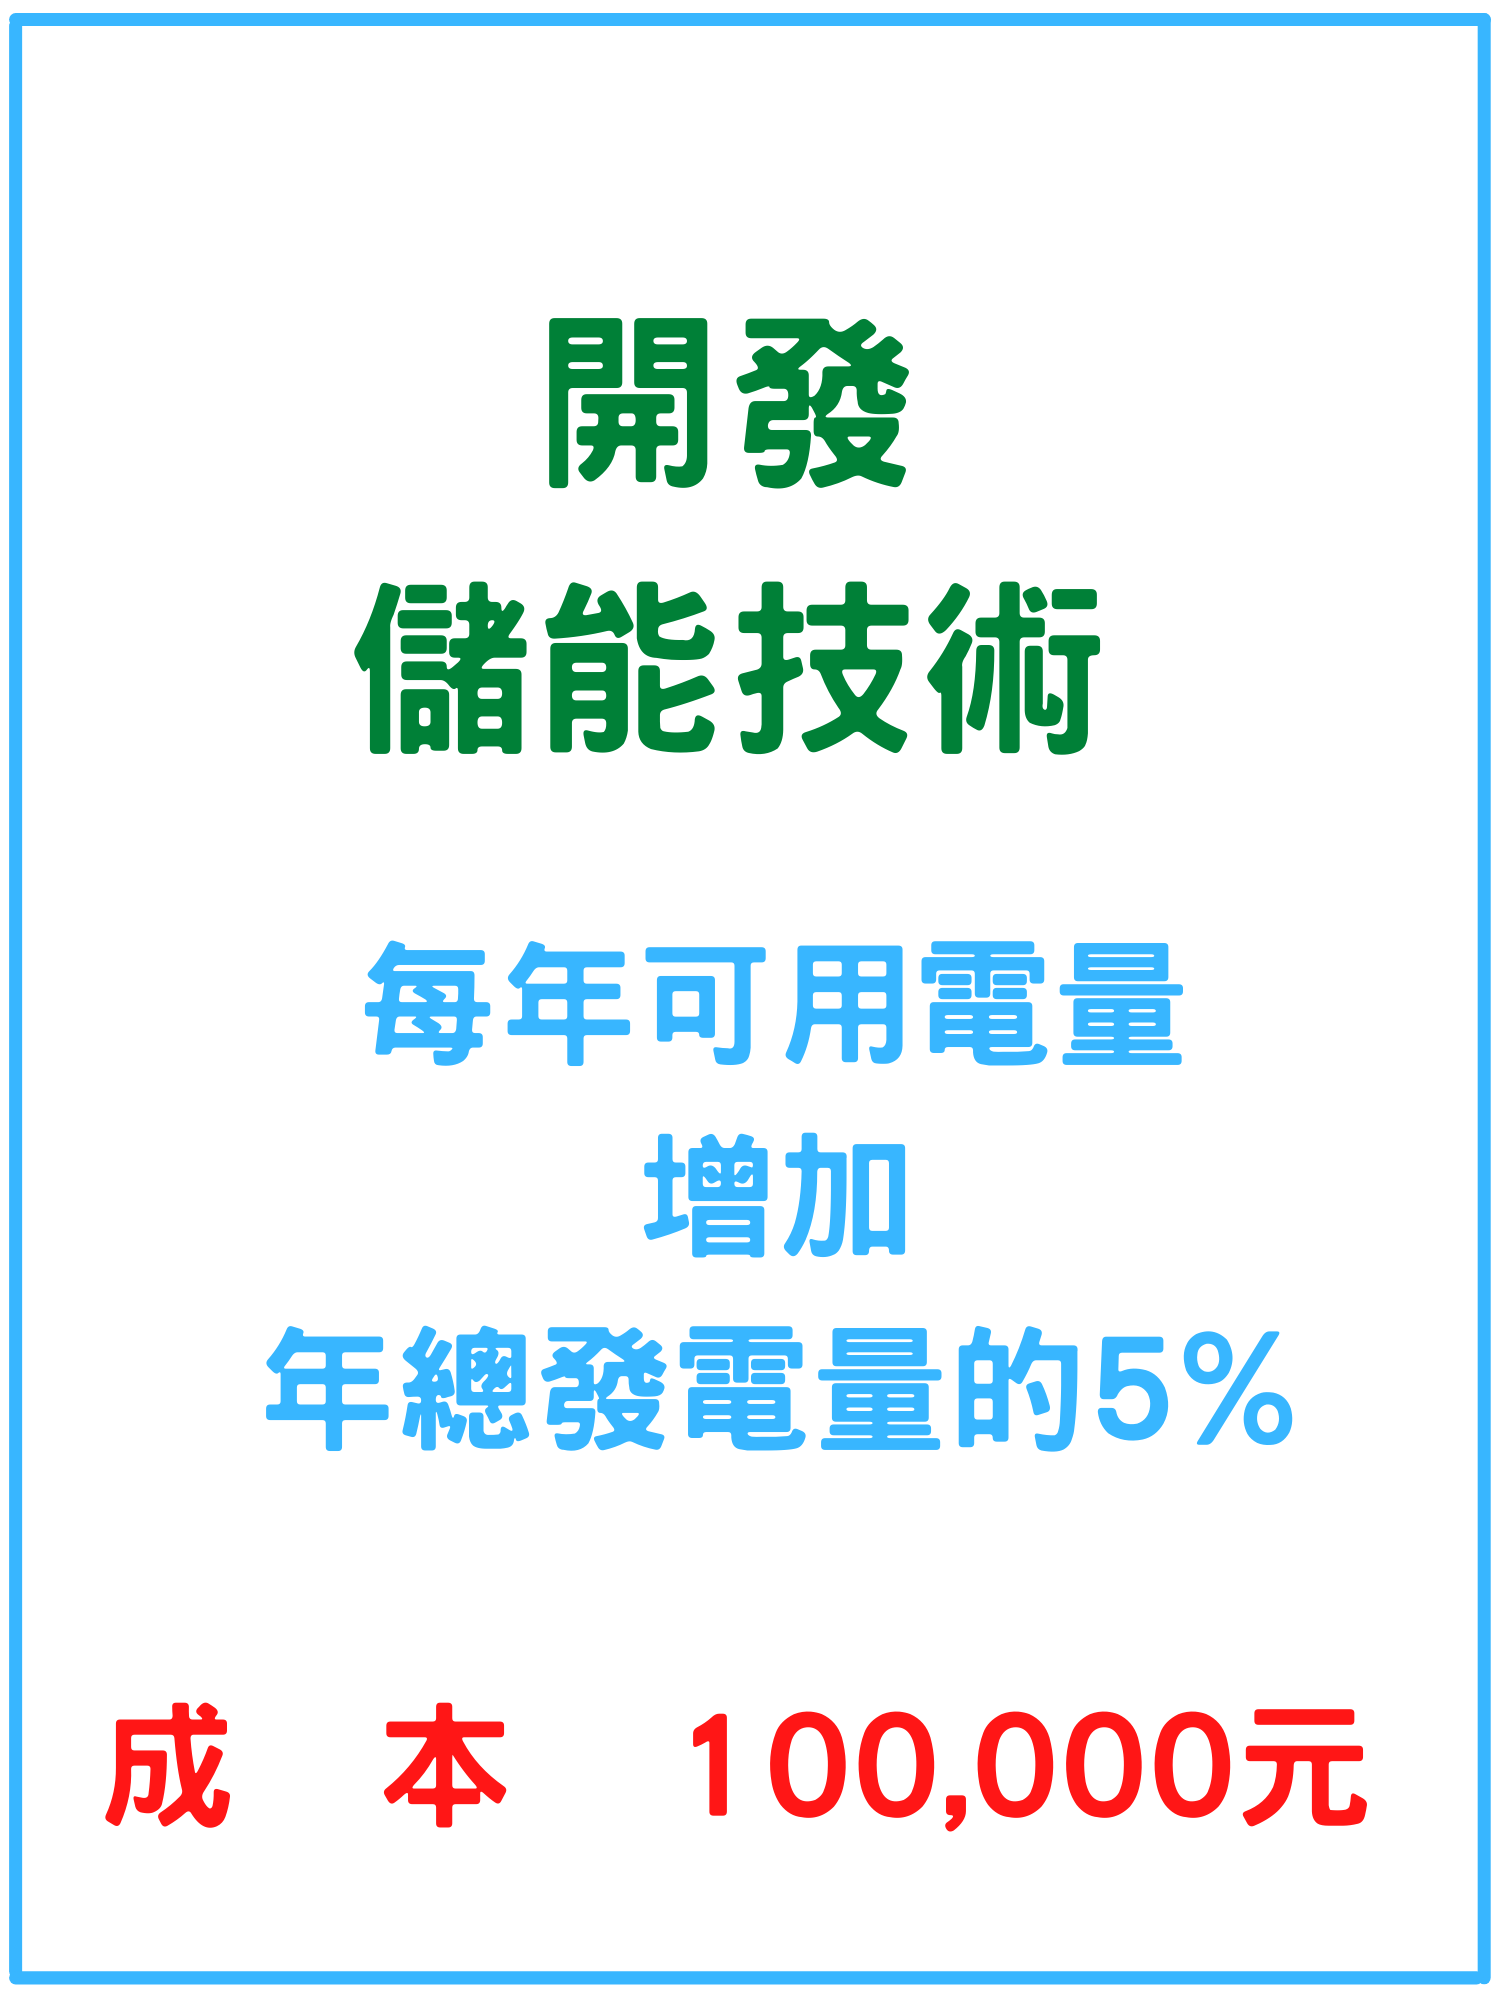 開發
儲能技術
每年可用電量
增加
年總發電量的5%
成　本　100,000元